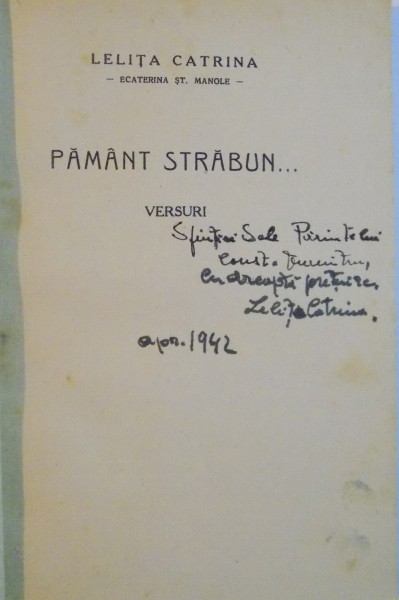 LELIȚA CATRINA
— ECATERINA ȘT. MANOLE —
PĂMÂNT STRĂBUN...
VERSURI
Sfinției Sale Părintelui
Const. Dumitru,
Cu dreaptă prețuire,
Lelița Catrina.
apr. 1942